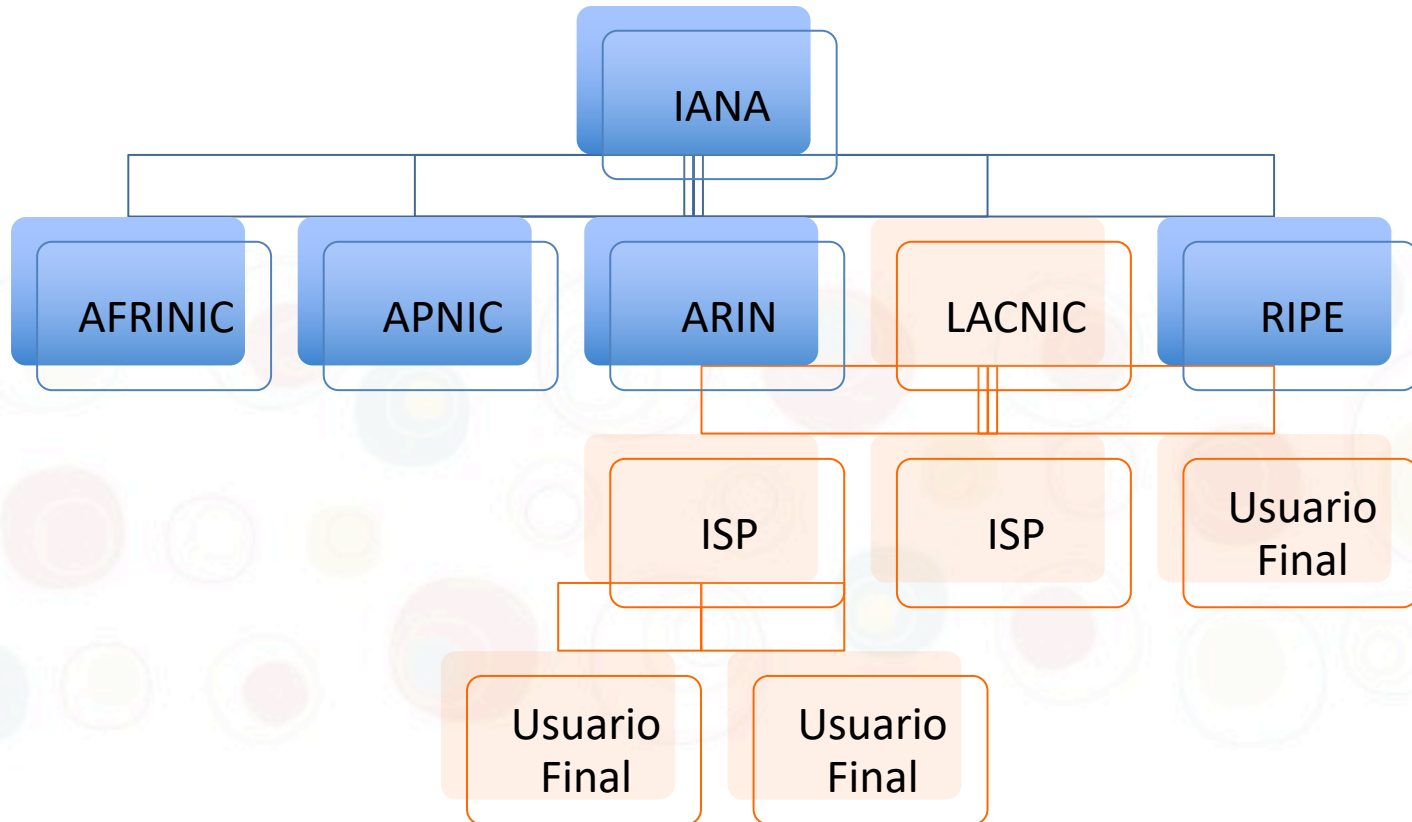 IANA
AFRINIC
APNIC
ARIN
LACNIC
RIPE
ISP
ISP
Usuario
Final
Usuario
Final
Usuario
Final